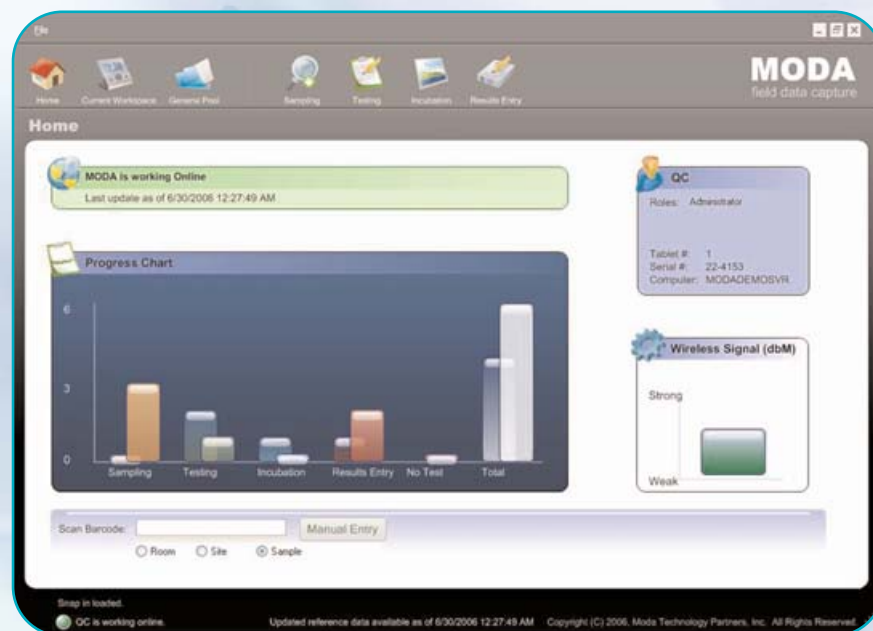 File
MODA
field data capture
Home
Current Workspace
General Pool
Sampling
Testing
Incubation
Results Entry
Home
MODA is working Online
Last update as of 6/30/2006 12:27:49 AM
QC
Roles: Administrator
Tablet #: 1
Serial #: 22-4153
Computer: MODADEMOSVR
Progress Chart
6
3
0
Sampling
Testing
Incubation
Results Entry
No Test
Total
Wireless Signal (dbM)
Strong
Weak
Scan Barcode:
Manual Entry
Room
Site
Sample
Snap in loaded.
QC is working online.
Updated reference data available as of 6/30/2006 12:27:49 AM
Copyright (C) 2006, Moda Technology Partners, Inc. All Rights Reserved.